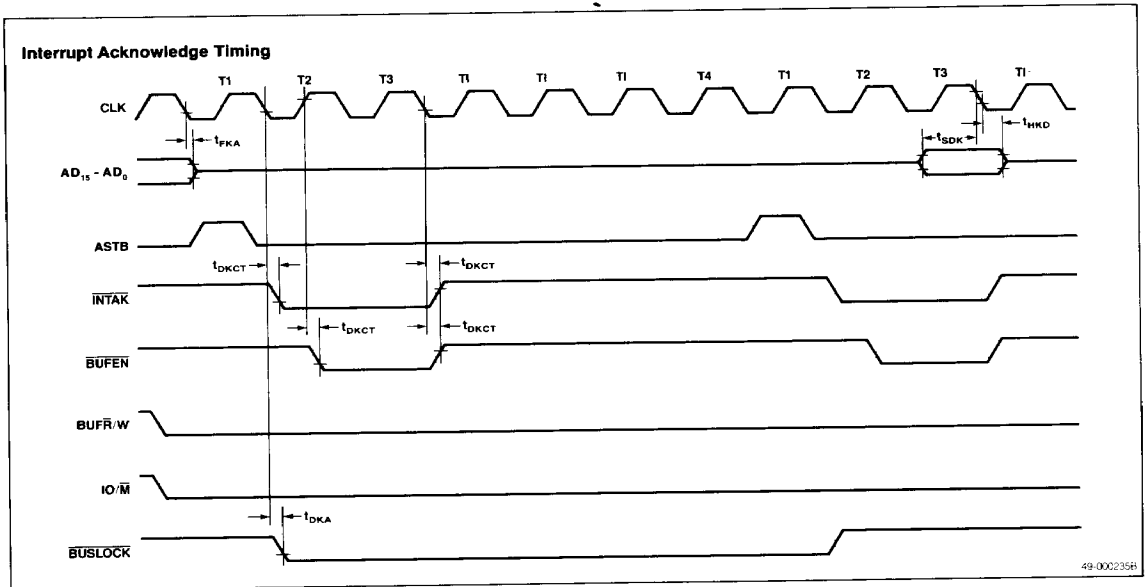 Interrupt Acknowledge Timing
T1 T2 T3 TI TI TI T4 T1 T2 T3 TI
CLK
tFKA
tSDK
tHKD
AD15 - AD0
ASTB
tDKCT
tDKCT
INTAK
tDKCT
tDKCT
BUFEN
BUFR/W
IO/M
tDKA
BUSLOCK
49-000235B